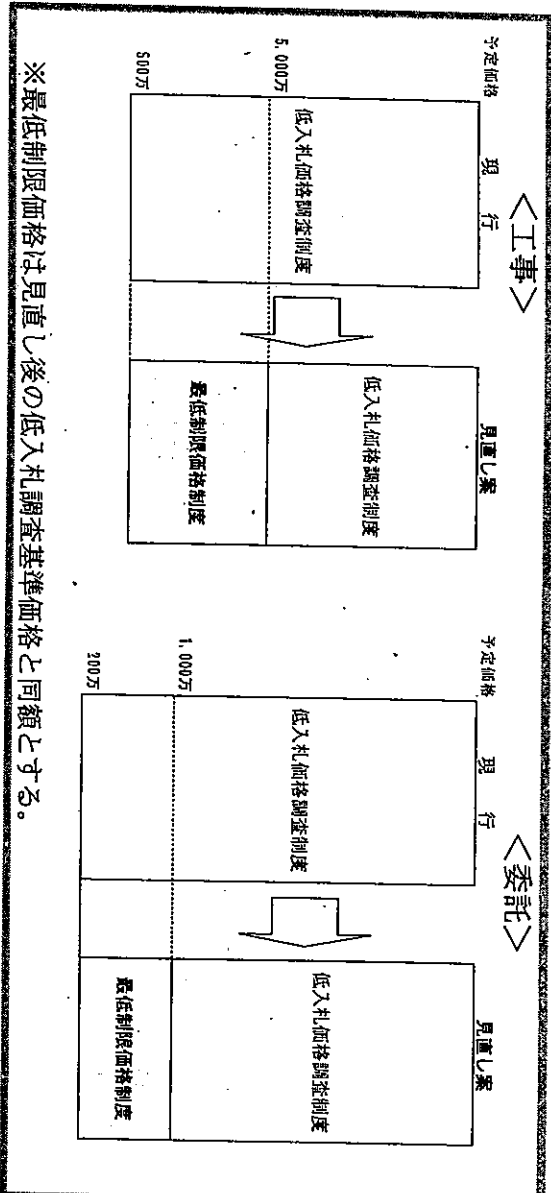 ＜工事＞
予定価格
現　行
見直し案
低入札価格調査制度
低入札価格調査制度
5,000万
最低制限価格制度
500万
＜委託＞
予定価格
現　行
見直し案
低入札価格調査制度
低入札価格調査制度
1,000万
最低制限価格制度
200万
※最低制限価格は見直し後の低入札調査基準価格と同額とする。